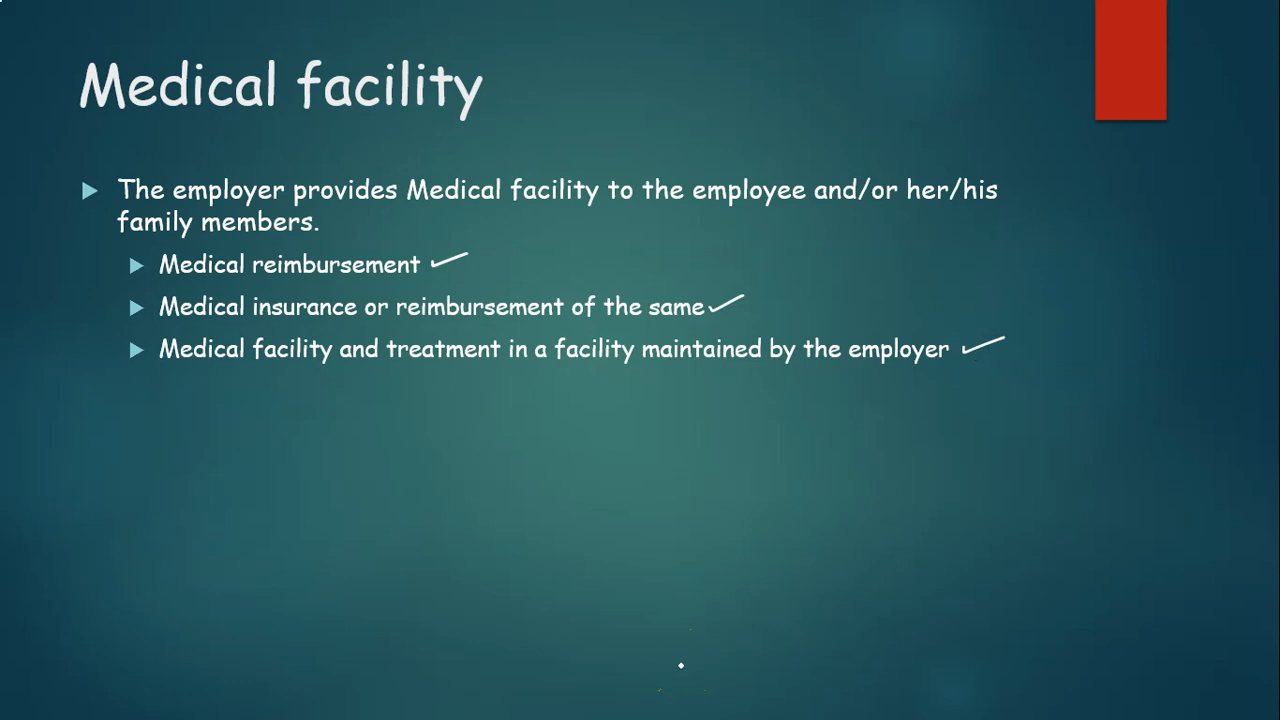 Medical facility
The employer provides Medical facility to the employee and/or her/his
family members.
Medical reimbursement
Medical insurance or reimbursement of the same
Medical facility and treatment in a facility maintained by the employer